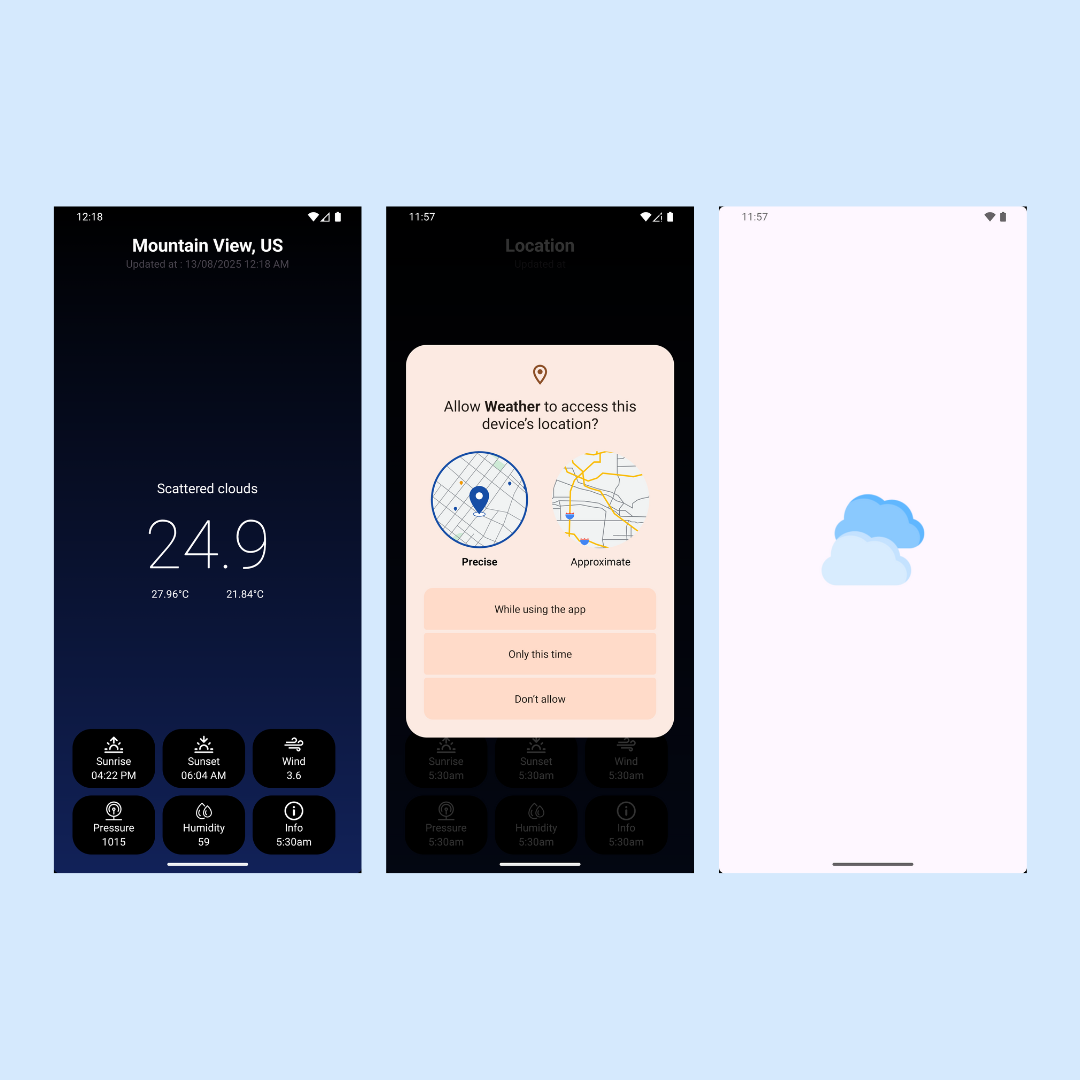 12:18
Mountain View, US
Updated at : 13/08/2025 12:18 AM
Scattered clouds
24.9
27.96°C 21.84°C
Sunrise Sunset Wind
04:22 PM 06:04 AM 3.6
Pressure Humidity Info
1015 59 5:30am
11:57
Location
Updated at
Allow Weather to access this
device's location?
Precise Approximate
While using the app
Only this time
Don't allow
Sunrise Sunset Wind
5:30am 5:30am 5:30am
Pressure Humidity Info
5:30am 5:30am 5:30am
11:57